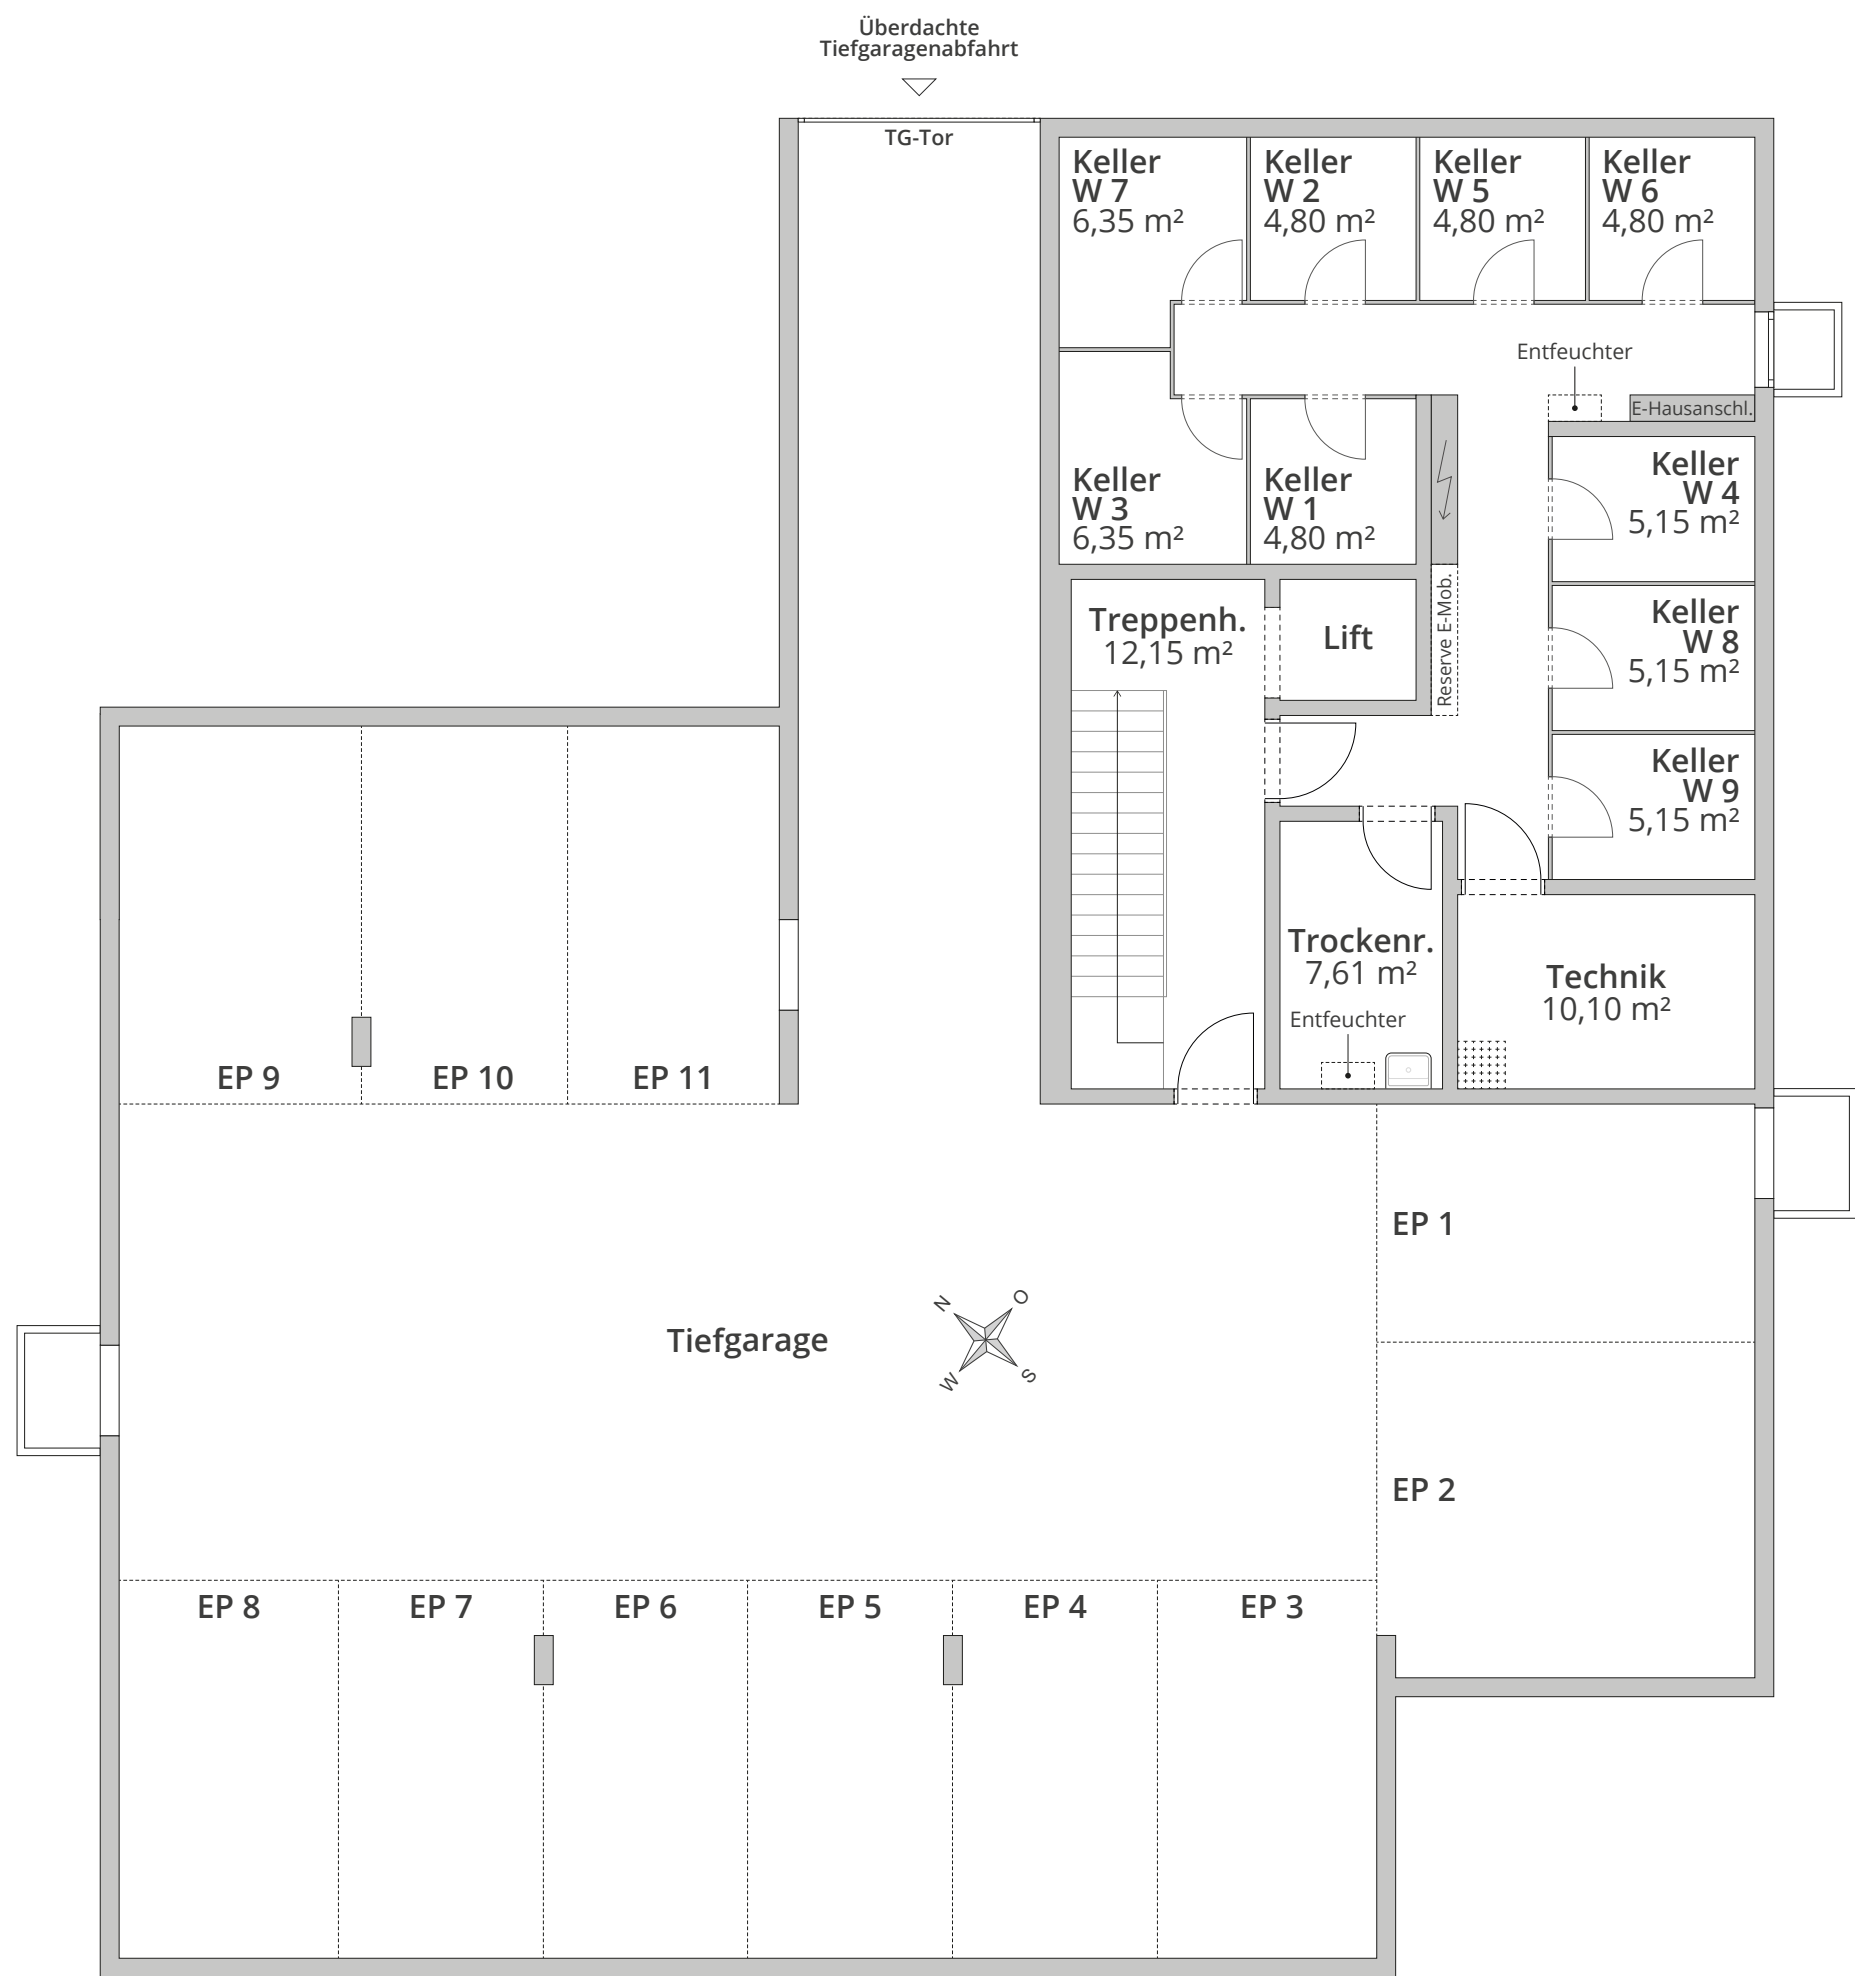 Überdachte
Tiefgaragenabfahrt
TG-Tor
Keller
W 7
6,35 m²
Keller
W 2
4,80 m²
Keller
W 5
4,80 m²
Keller
W 6
4,80 m²
Entfeuchter
E-Hausanschl.
Keller
W 3
6,35 m²
Keller
W 1
4,80 m²
Keller
W 4
5,15 m²
Reserve E-Mob.
Treppenh.
12,15 m²
Lift
Keller
W 8
5,15 m²
Keller
W 9
5,15 m²
Trockenr.
7,61 m²
Entfeuchter
Technik
10,10 m²
EP 9
EP 10
EP 11
EP 1
Tiefgarage
N
O
W
S
EP 2
EP 8
EP 7
EP 6
EP 5
EP 4
EP 3